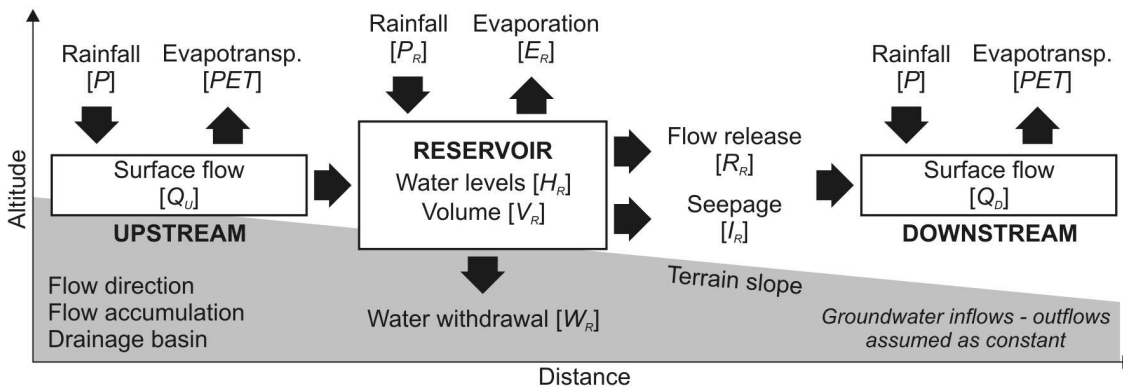 Altitude
Rainfall
[P]
Evapotransp.
[PET]
Surface flow
[Q_U]
UPSTREAM
Flow direction
Flow accumulation
Drainage basin
Rainfall
[P_R]
Evaporation
[E_R]
RESERVOIR
Water levels [H_R]
Volume [V_R]
Water withdrawal [W_R]
Flow release
[R_R]
Seepage
[I_R]
Terrain slope
Rainfall
[P]
Evapotransp.
[PET]
Surface flow
[Q_D]
DOWNSTREAM
Groundwater inflows - outflows
assumed as constant
Distance